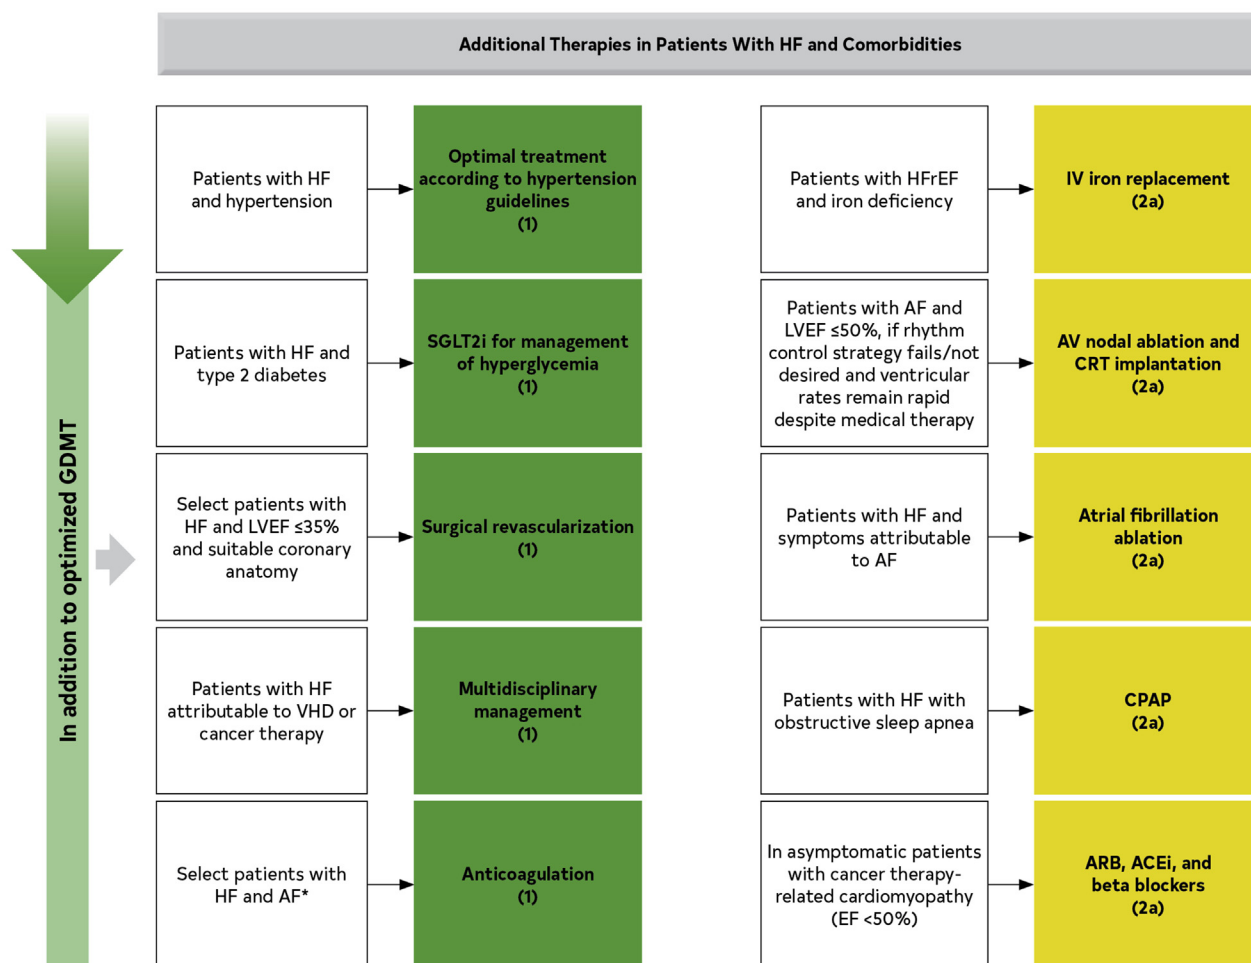 Additional Therapies in Patients With HF and Comorbidities
In addition to optimized GDMT
Patients with HF
and hypertension
Optimal treatment
according to hypertension
guidelines
(1)
Patients with HFrEF
and iron deficiency
IV iron replacement
(2a)
Patients with HF and
type 2 diabetes
SGLT2i for management
of hyperglycemia
(1)
Patients with AF and
LVEF ≤50%, if rhythm
control strategy fails/not
desired and ventricular
rates remain rapid
despite medical therapy
AV nodal ablation and
CRT implantation
(2a)
Select patients with
HF and LVEF ≤35%
and suitable coronary
anatomy
Surgical revascularization
(1)
Patients with HF and
symptoms attributable
to AF
Atrial fibrillation
ablation
(2a)
Patients with HF
attributable to VHD or
cancer therapy
Multidisciplinary
management
(1)
Patients with HF with
obstructive sleep apnea
CPAP
(2a)
Select patients with
HF and AF*
Anticoagulation
(1)
In asymptomatic patients
with cancer therapy-
related cardiomyopathy
(EF <50%)
ARB, ACEi, and
beta blockers
(2a)